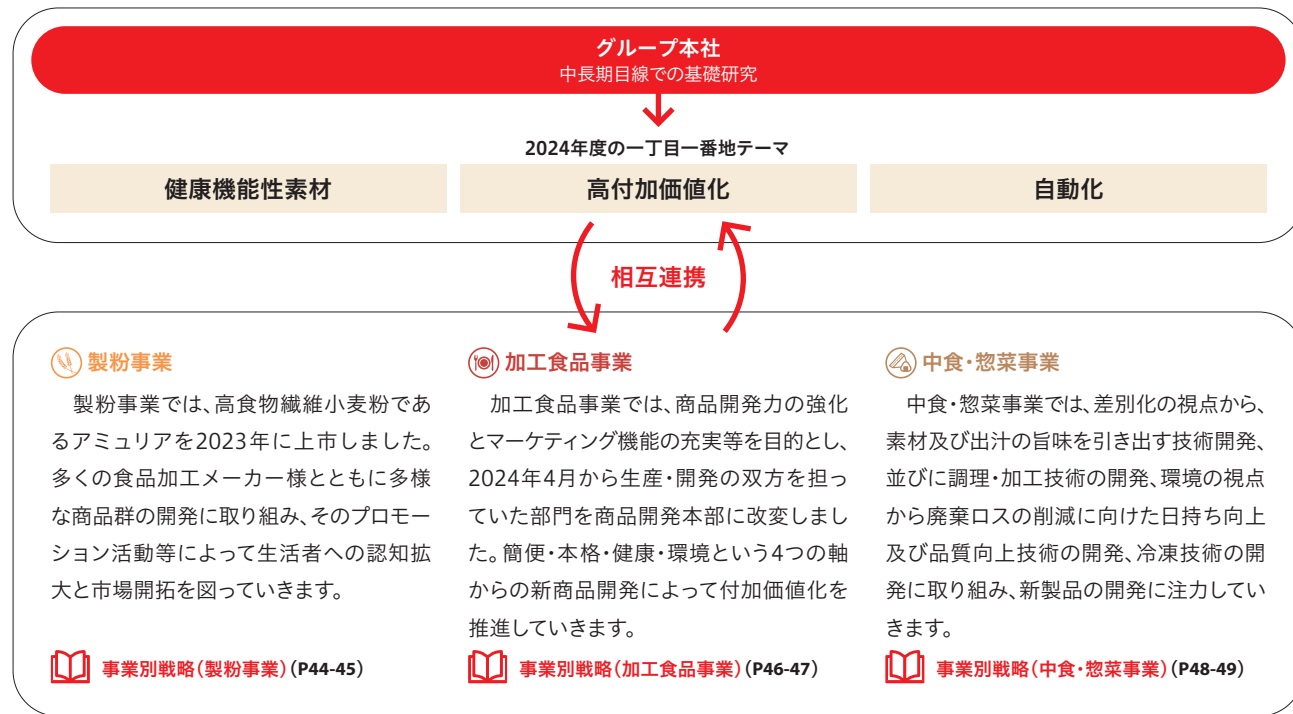 グループ本社
中長期目線での基礎研究
2024年度の一丁目一番地テーマ
健康機能性素材
高付加価値化
自動化
相互連携
製粉事業
製粉事業では、高食物繊維小麦粉であ
るアミュリアを2023年に上市しました。
多くの食品加工メーカー様とともに多様
な商品群の開発に取り組み、そのプロモー
ション活動等によって生活者への認知拡
大と市場開拓を図っていきます。
事業別戦略(製粉事業)(P44-45)
加工食品事業
加工食品事業では、商品開発力の強化
とマーケティング機能の充実等を目的とし、
2024年4月から生産・開発の双方を担っ
ていた部門を商品開発本部に改変しまし
た。簡便・本格・健康・環境という4つの軸
からの新商品開発によって付加価値化を
推進していきます。
事業別戦略(加工食品事業)(P46-47)
中食・惣菜事業
中食・惣菜事業では、差別化の視点から、
素材及び出汁の旨味を引き出す技術開発、
並びに調理・加工技術の開発、環境の視点
から廃棄ロスの削減に向けた日持ち向上
及び品質向上技術の開発、冷凍技術の開
発に取り組み、新製品の開発に注力してい
きます。
事業別戦略(中食・惣菜事業)(P48-49)